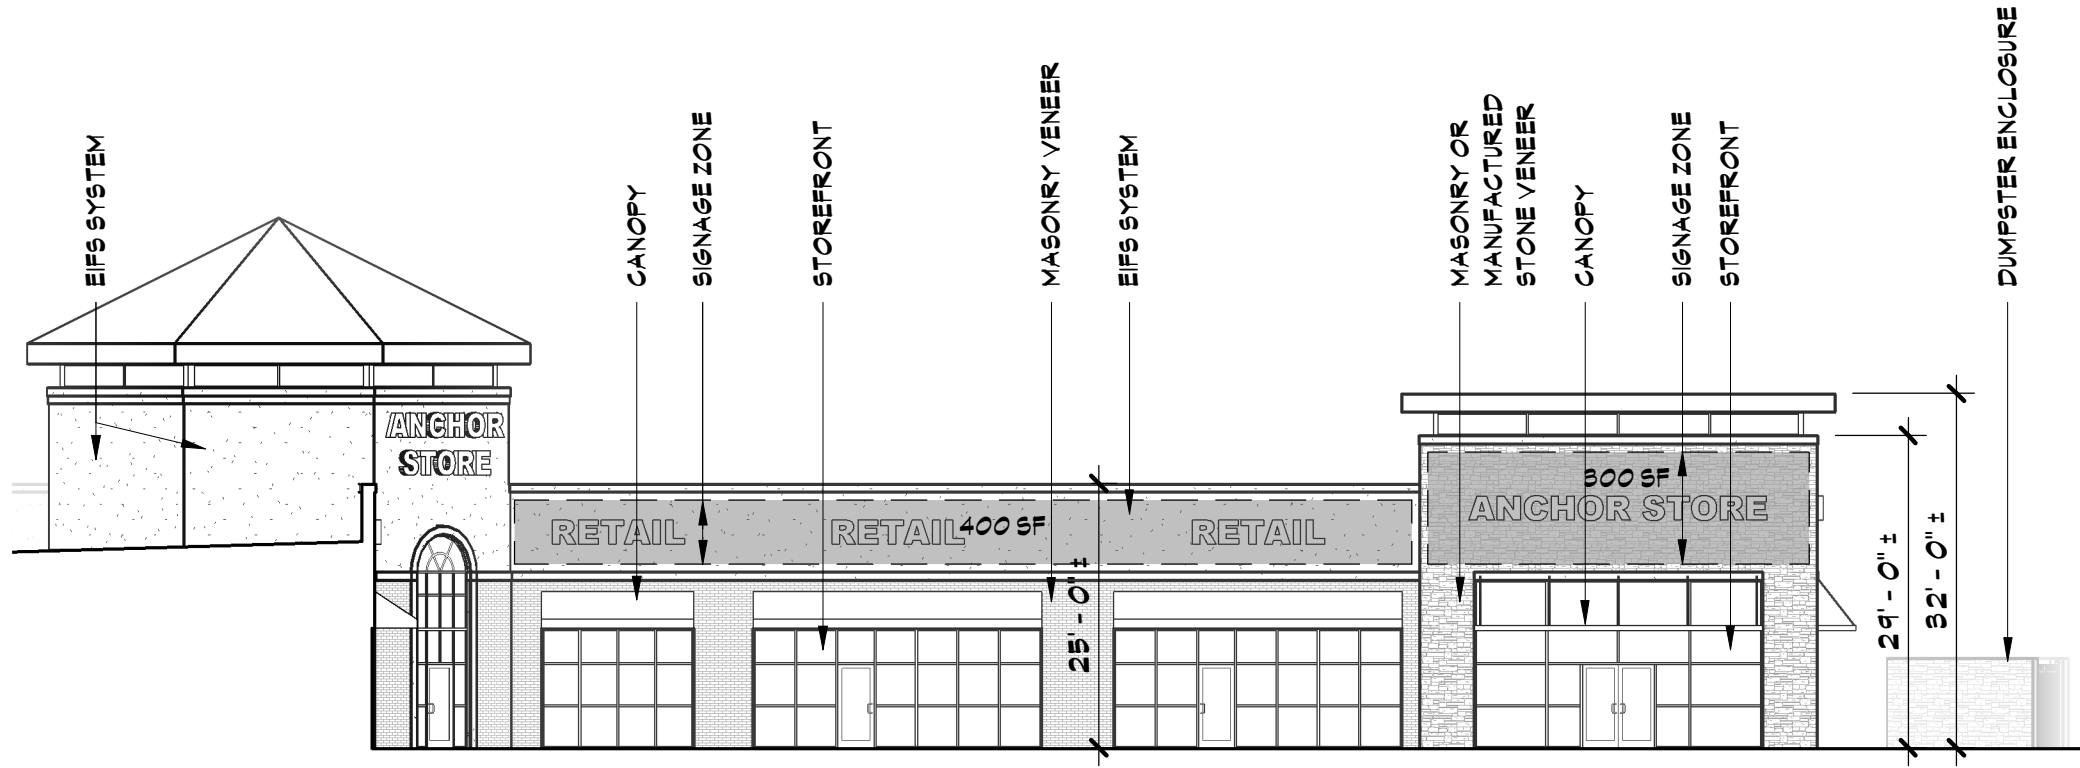 EIFS SYSTEM
CANOPY
SIGNAGE ZONE
STOREFRONT
MASONRY VENEER
EIFS SYSTEM
MASONRY OR
MANUFACTURED
STONE VENEER
CANOPY
SIGNAGE ZONE
STOREFRONT
DUMPSTER ENCLOSURE
ANCHOR
STORE
RETAIL
RETAIL
400 SF
RETAIL
300 SF
ANCHOR STORE
25' - 0" ±
29' - 0" ±
32' - 0" ±